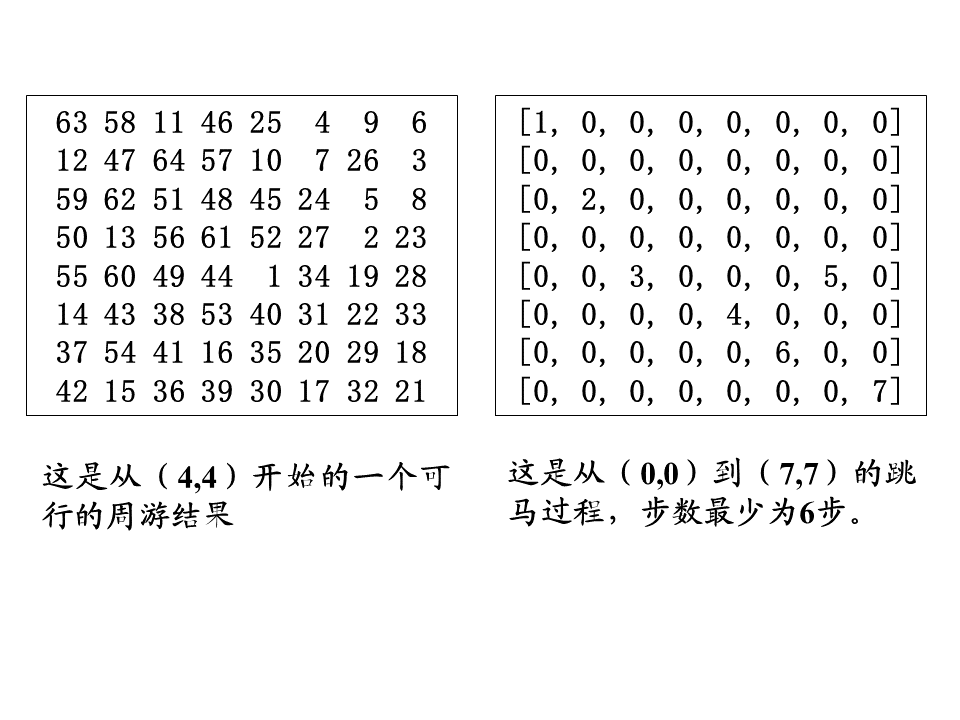 63 58 11 46 25 4 9 6
12 47 64 57 10 7 26 3
59 62 51 48 45 24 5 8
50 13 56 61 52 27 2 23
55 60 49 44 1 34 19 28
14 43 38 53 40 31 22 33
37 54 41 16 35 20 29 18
42 15 36 39 30 17 32 21
这是从（4,4）开始的一个可
行的周游结果
[1, 0, 0, 0, 0, 0, 0, 0]
[0, 0, 0, 0, 0, 0, 0, 0]
[0, 2, 0, 0, 0, 0, 0, 0]
[0, 0, 0, 0, 0, 0, 0, 0]
[0, 0, 3, 0, 0, 0, 5, 0]
[0, 0, 0, 0, 4, 0, 0, 0]
[0, 0, 0, 0, 0, 6, 0, 0]
[0, 0, 0, 0, 0, 0, 0, 7]
这是从（0,0）到（7,7）的跳
马过程，步数最少为6步。